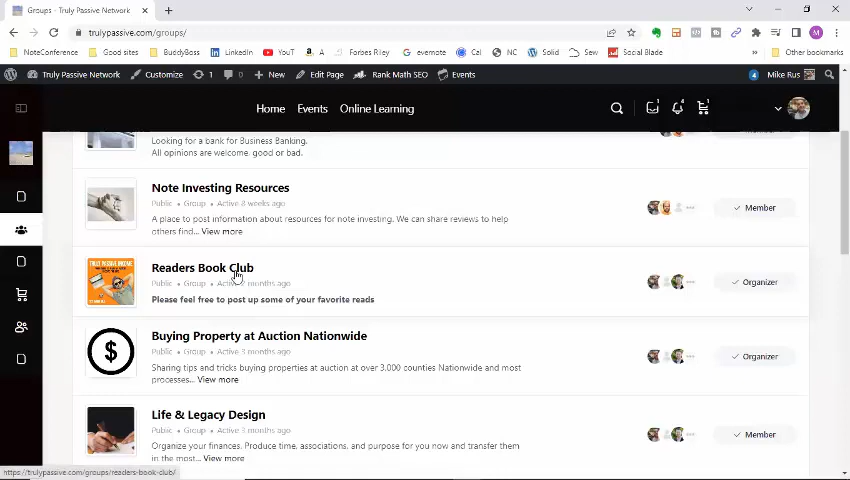 Groups - Truly Passive Network
trulypassive.com/groups/
M
NoteConference
Good sites
BuddyBoss
LinkedIn
YouT
A
Forbes Riley
evernote
Cal
NC
Solid
Sew
Social Blade
»
Other bookmarks
Truly Passive Network
Customize
1
0
New
Edit Page
Rank Math SEO
Events
4
Mike Rus
Home
Events
Online Learning
Looking for a bank for Business Banking.
All opinions are welcome, good or bad.
Note Investing Resources
Public • Group • Active 8 weeks ago
A place to post information about resources for note investing. We can share reviews to help
others find... View more
Member
Readers Book Club
Public • Group • Active 2 months ago
Please feel free to post up some of your favorite reads
Organizer
Buying Property at Auction Nationwide
Public • Group • Active 3 months ago
Sharing tips and tricks buying properties at auction at over 3,000 counties Nationwide and most
processes... View more
Organizer
Life & Legacy Design
Public • Group • Active 3 months ago
Organize your finances. Produce time, associations, and purpose for you now and transfer them
in the most... View more
Member
https://trulypassive.com/groups/readers-book-club/